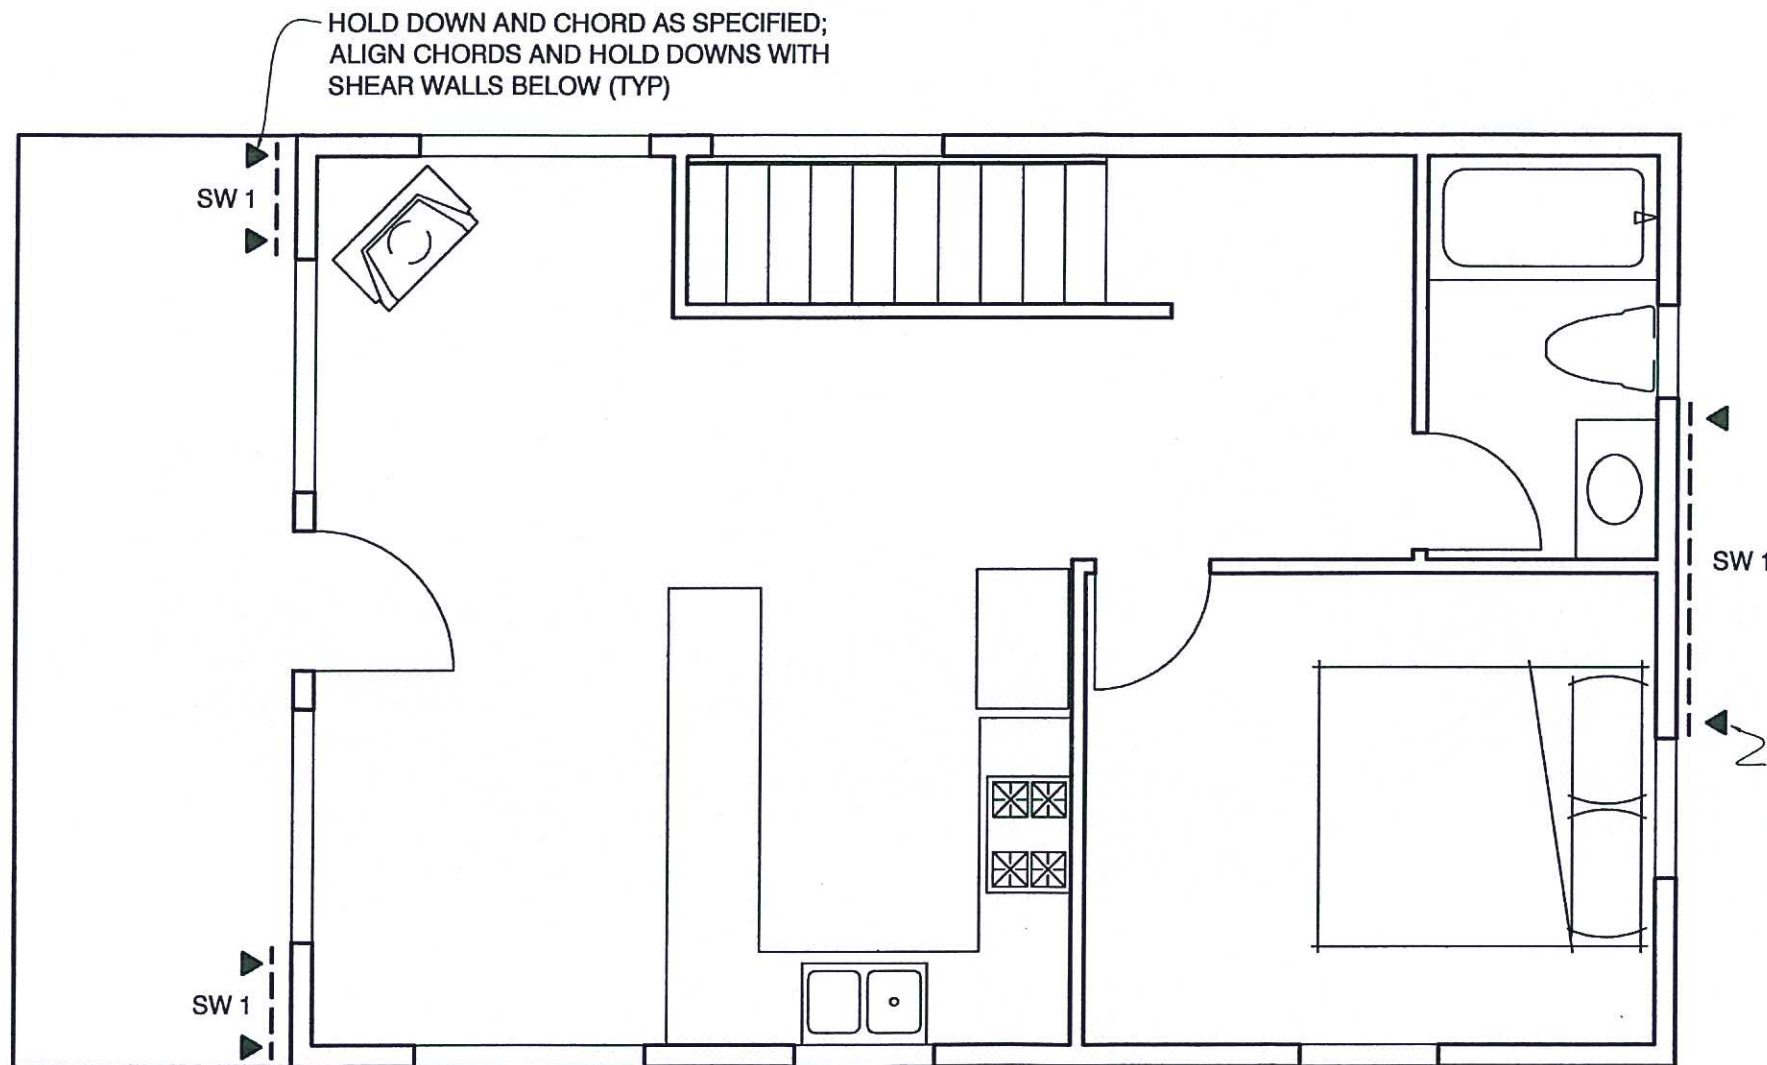 HOLD DOWN AND CHORD AS SPECIFIED;
ALIGN CHORDS AND HOLD DOWNS WITH
SHEAR WALLS BELOW (TYP)
SW 1
SW 1
SW 1